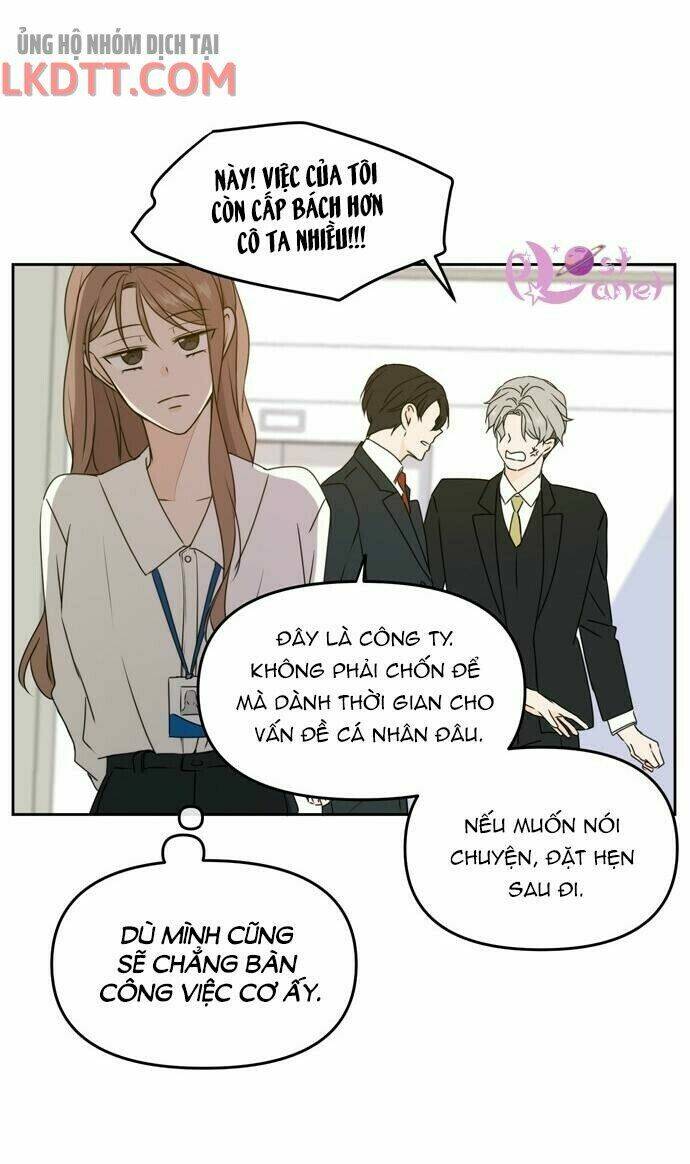 ỦNG HỘ NHÓM DỊCH TẠI
LKDTT.COM
NÀY! VIỆC CỦA TÔI
CÒN CẤP BÁCH HƠN
CÔ TA NHIỀU!!!
Lost
Planet
ĐÂY LÀ CÔNG TY.
KHÔNG PHẢI CHỐN ĐỂ
MÀ DÀNH THỜI GIAN CHO
VẤN ĐỀ CÁ NHÂN ĐÂU.
NẾU MUỐN NÓI
CHUYỆN, ĐẶT HẸN
SAU ĐI.
DÙ MÌNH CŨNG
SẼ CHẲNG BÀN
CÔNG VIỆC CƠ ẤY.